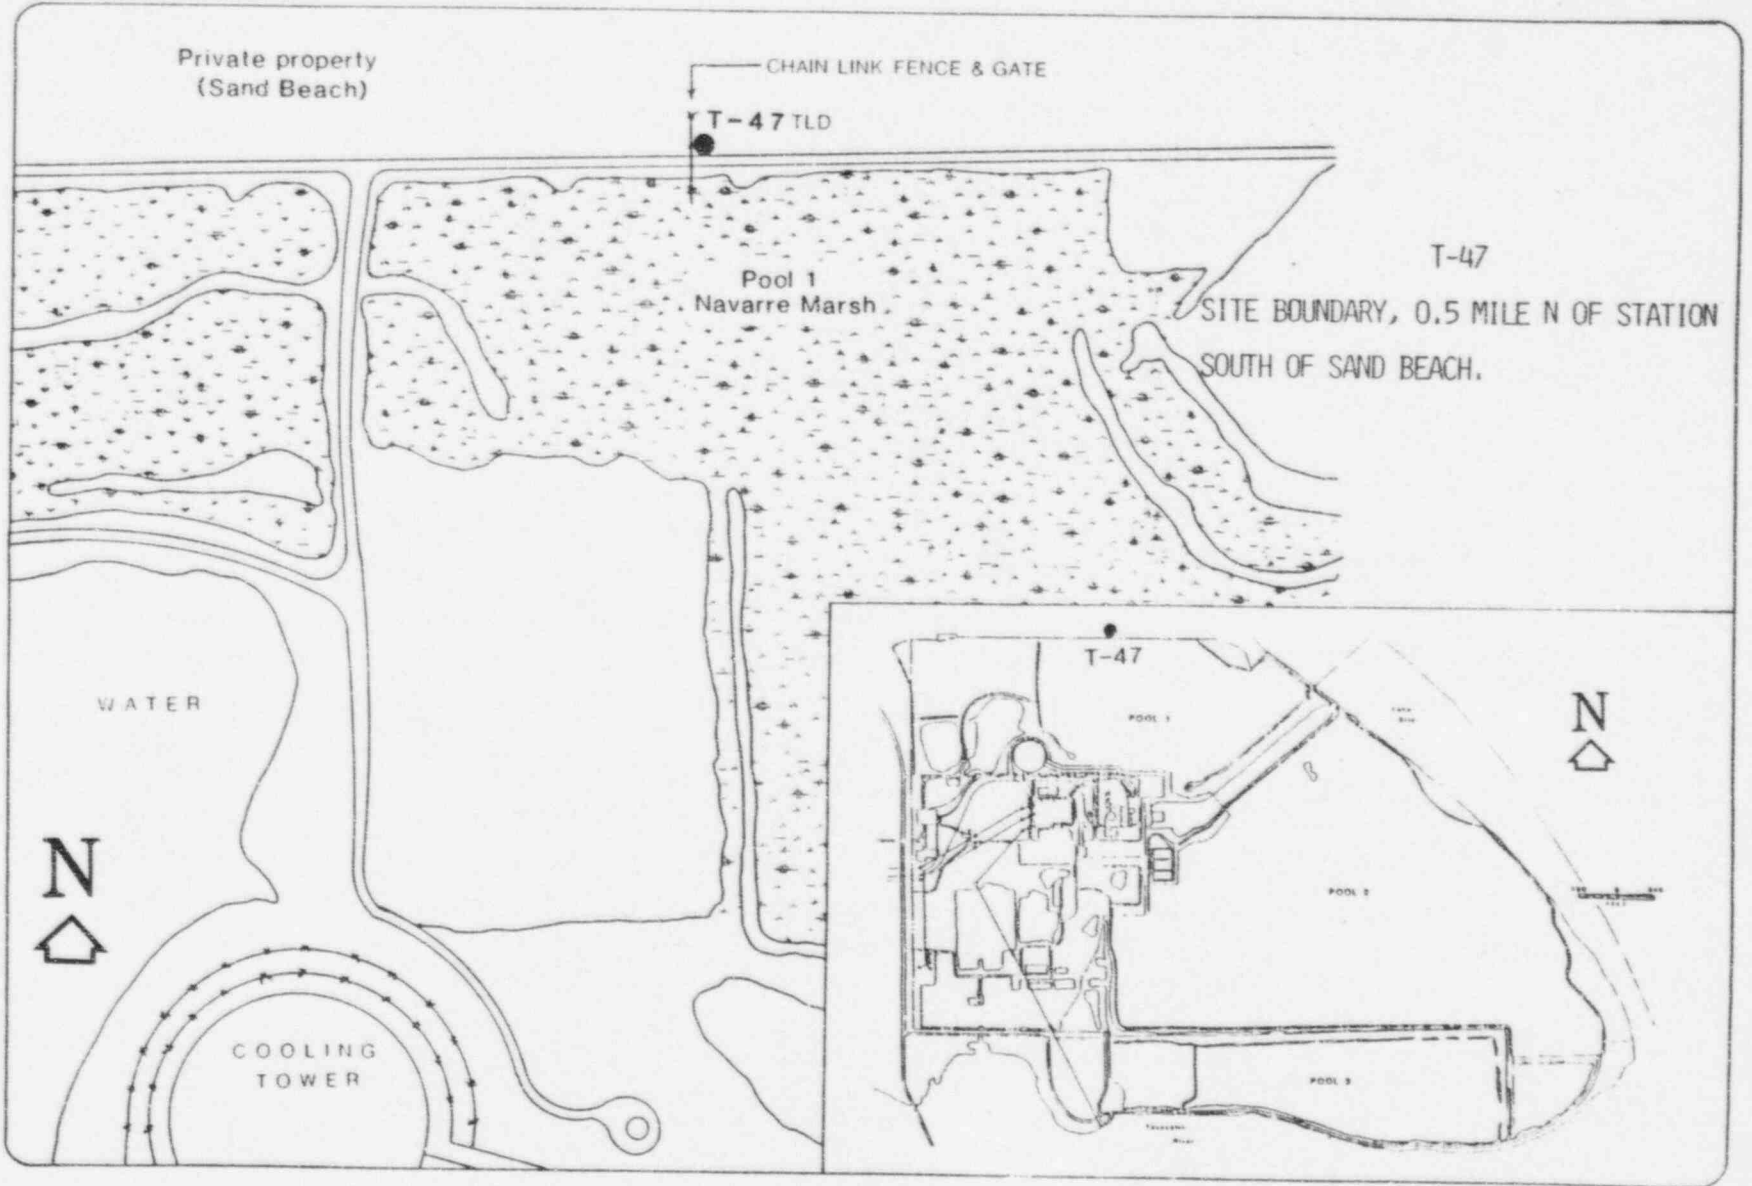 Private property
(Sand Beach)
CHAIN LINK FENCE & GATE
T-47 TLD
Pool 1
Navarre Marsh
T-47
SITE BOUNDARY, 0.5 MILE N OF STATION
SOUTH OF SAND BEACH.
WATER
N
COOLING
TOWER
T-47
N
POOL 1
POOL 2
POOL 3